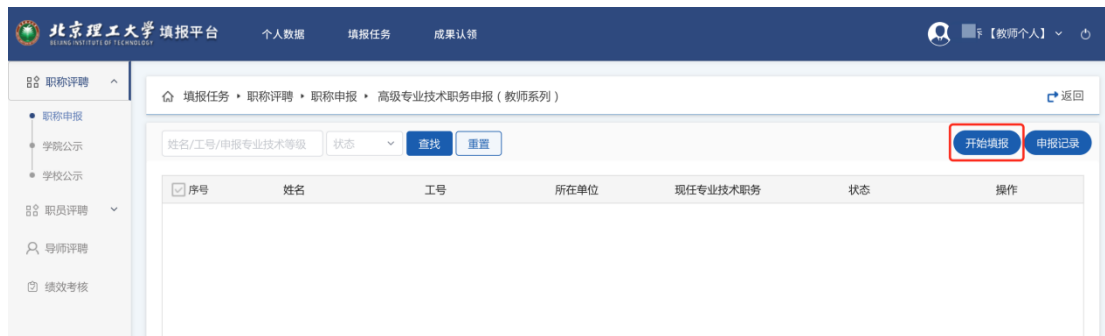 北京理工大学 填报平台 个人数据 填报任务 成果认领 【教师个人】
BEIJING INSTITUTE OF TECHNOLOGY
职称评聘
填报任务 职称评聘 职称申报 高级专业技术职务申报（教师系列） 返回
职称申报
学院公示
学校公示
职员评聘
导师评聘
绩效考核
姓名/工号/申报专业技术等级 状态 查找 重置 开始填报 申报记录
序号 姓名 工号 所在单位 现任专业技术职务 状态 操作